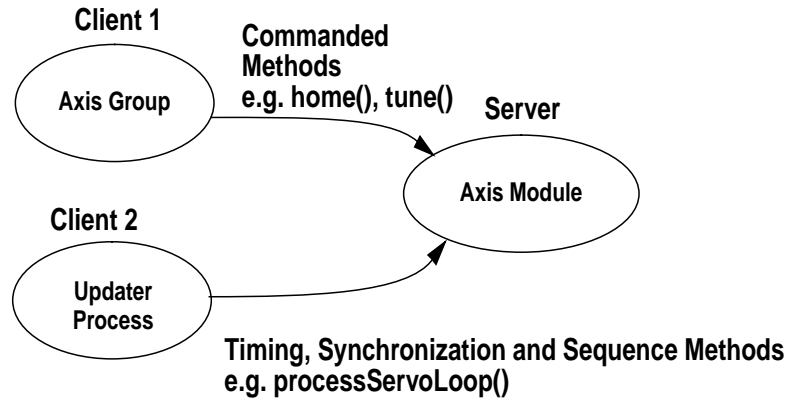 Client 1
Commanded
Methods
e.g. home(), tune()
Axis Group
Server
Axis Module
Client 2
Updater
Process
Timing, Synchronization and Sequence Methods
e.g. processServoLoop()